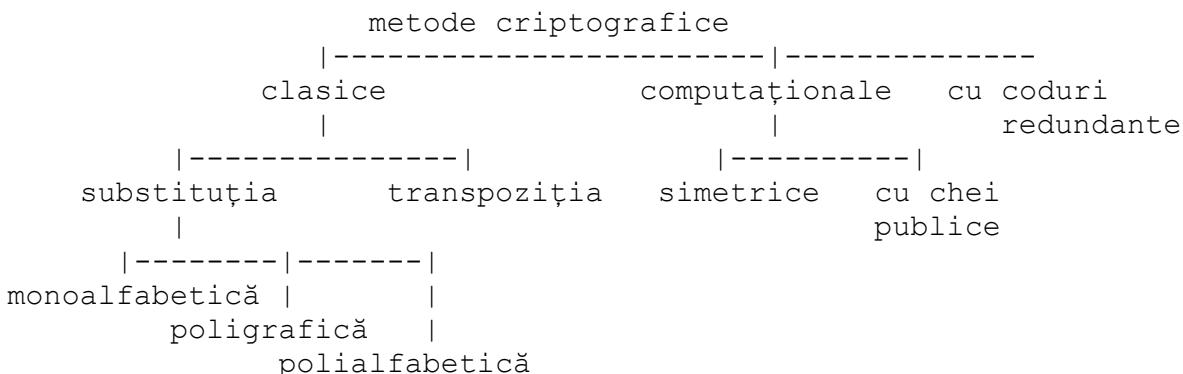 metode criptografice
|------------------------|--------------
clasice computaționale cu coduri
| | redundante
|---------------| |----------|
substituția transpoziția simetrice cu chei
| publice
|--------|-------|
monoalfabetică | |
poligrafică |
polialfabetică